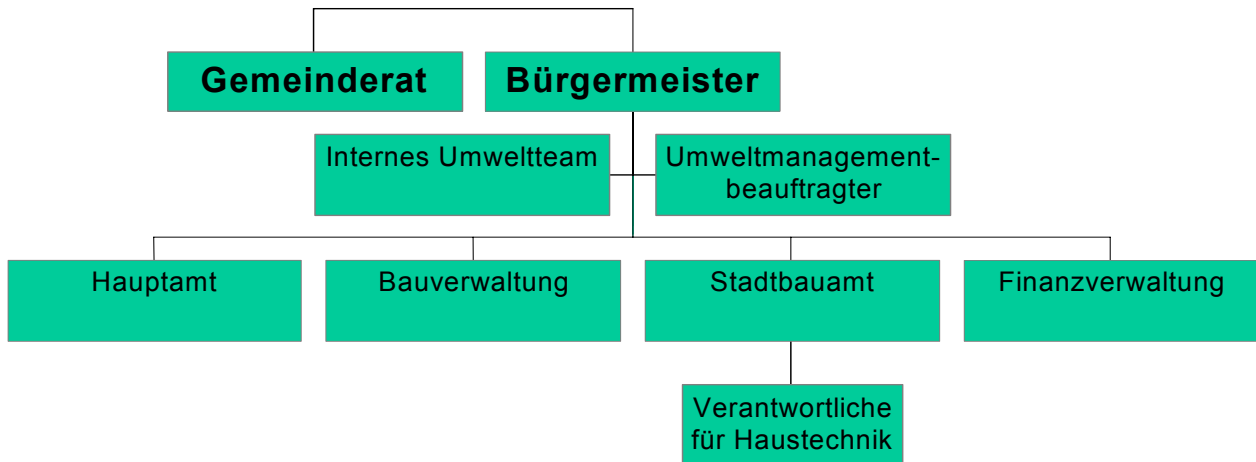 Gemeinderat
Bürgermeister
Internes Umweltteam
Umweltmanagement-
beauftragter
Hauptamt
Bauverwaltung
Stadtbauamt
Finanzverwaltung
Verantwortliche
für Haustechnik